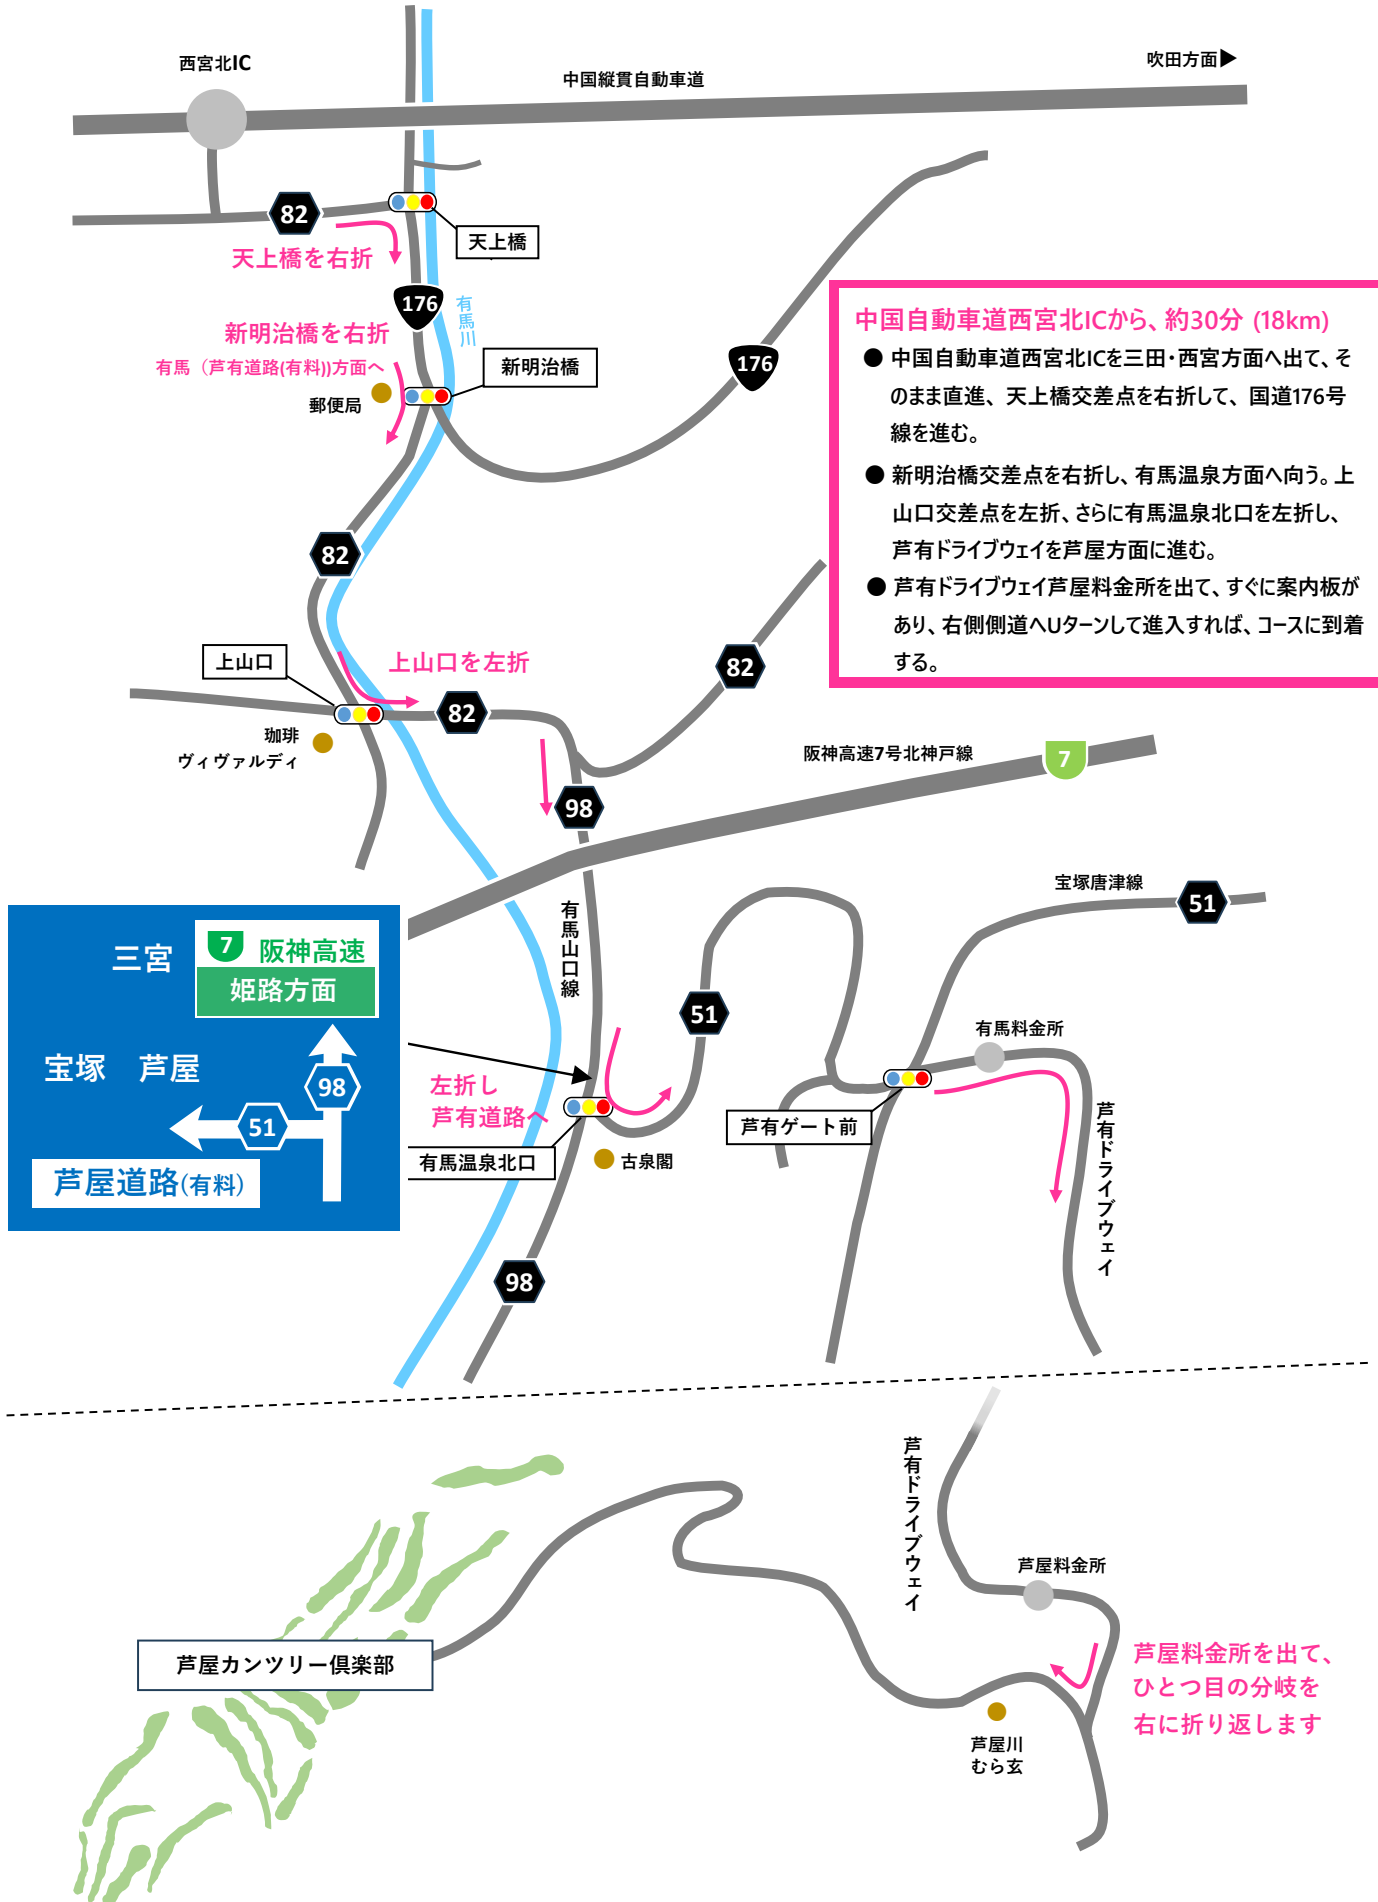 西宮北IC
中国縦貫自動車道
吹田方面▶
82
天上橋
天上橋を右折
176
有馬川
新明治橋を右折
有馬（芦有道路(有料))方面へ
郵便局
新明治橋
176
中国自動車道西宮北ICから、約30分 (18km)
● 中国自動車道西宮北ICを三田・西宮方面へ出て、そ
のまま直進、天上橋交差点を右折して、国道176号
線を進む。
● 新明治橋交差点を右折し、有馬温泉方面へ向う。上
山口交差点を左折、さらに有馬温泉北口を左折し、
芦有ドライブウェイを芦屋方面に進む。
● 芦有ドライブウェイ芦屋料金所を出て、すぐに案内板が
あり、右側側道へUターンして進入すれば、コースに到着
する。
82
上山口
上山口を左折
82
82
珈琲
ヴィヴァルディ
阪神高速7号北神戸線
7
98
宝塚唐津線
51
有馬山口線
三宮
7 阪神高速
姫路方面
宝塚 芦屋
98
51
芦屋道路(有料)
51
有馬料金所
左折し
芦有道路へ
芦有ゲート前
有馬温泉北口
古泉閣
芦有ドライブウェイ
98
芦有ドライブウェイ
芦屋料金所
芦屋カンツリー倶楽部
芦屋料金所を出て、
ひとつ目の分岐を
右に折り返します
芦屋川
むら玄